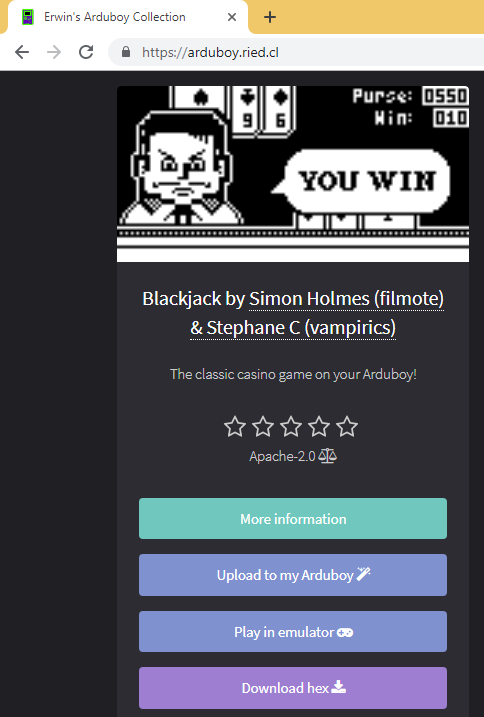 Erwin's Arduboy Collection
https://arduboy.ried.cl
Purse: 0550
Win: 010
9 6
YOU WIN
Blackjack by Simon Holmes (filmote)
& Stephane C (vampirics)
The classic casino game on your Arduboy!
Apache-2.0
More information
Upload to my Arduboy
Play in emulator
Download hex